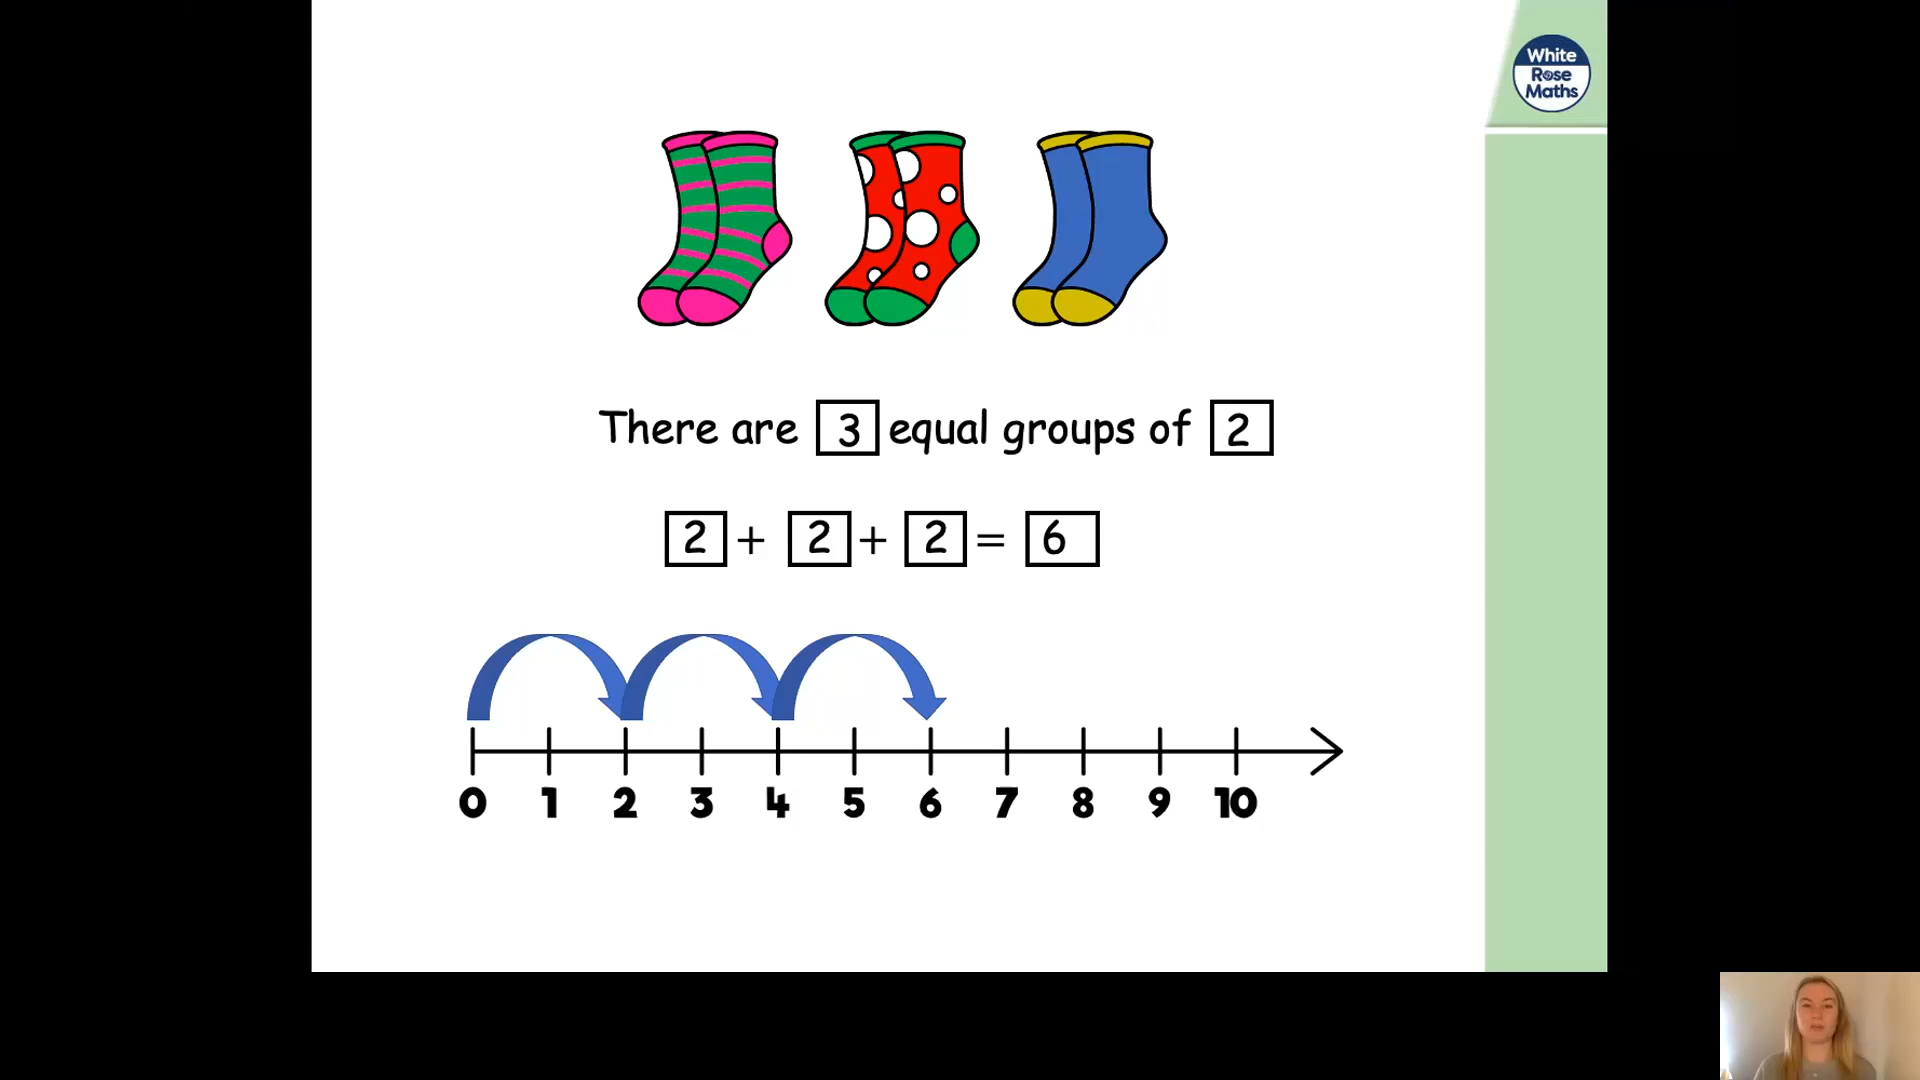 White
Rose
Maths
There are 3 equal groups of 2
2 + 2 + 2 = 6
0 1 2 3 4 5 6 7 8 9 10